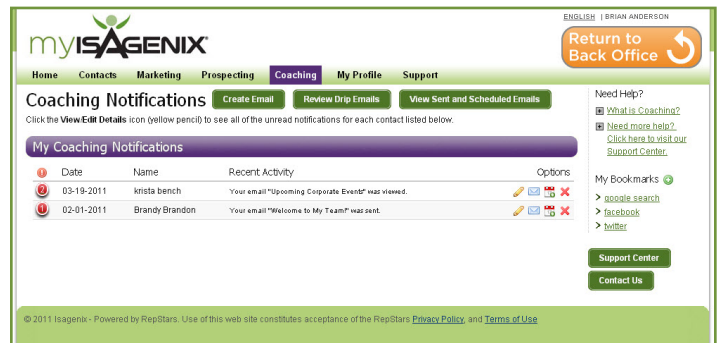 ENGLISH | BRIAN ANDERSON
myISAGENIX
Return to
Back Office
Home Contacts Marketing Prospecting Coaching My Profile Support
Coaching Notifications Create Email Review Drip Emails View Sent and Scheduled Emails
Click the View/Edit Details icon (yellow pencil) to see all of the unread notifications for each contact listed below.
My Coaching Notifications
! Date Name Recent Activity Options
2 03-19-2011 krista bench Your email "Upcoming Corporate Events" was viewed.
1 02-01-2011 Brandy Brandon Your email "Welcome to My Team!" was sent.
Need Help?
What is Coaching?
Need more help?
Click here to visit our
Support Center.
My Bookmarks
> google search
> facebook
> twitter
Support Center
Contact Us
© 2011 Isagenix - Powered by RepStars. Use of this web site constitutes acceptance of the RepStars Privacy Policy, and Terms of Use